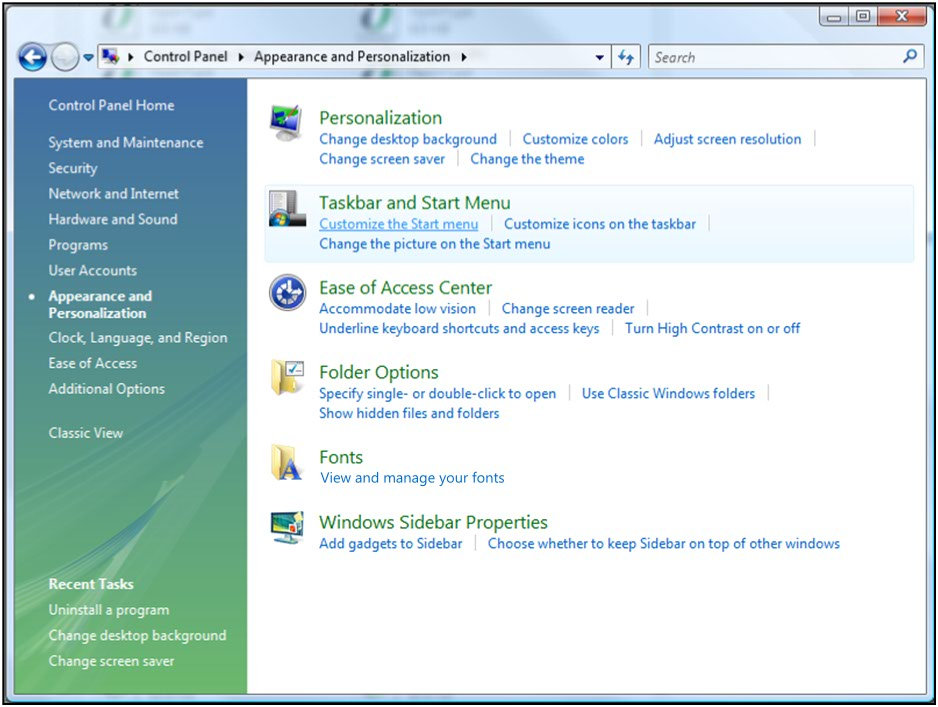 Control Panel Appearance and Personalization
Search
Control Panel Home
System and Maintenance
Security
Network and Internet
Hardware and Sound
Programs
User Accounts
Appearance and
Personalization
Clock, Language, and Region
Ease of Access
Additional Options
Classic View
Recent Tasks
Uninstall a program
Change desktop background
Change screen saver
Personalization
Change desktop background Customize colors Adjust screen resolution
Change screen saver Change the theme
Taskbar and Start Menu
Customize the Start menu Customize icons on the taskbar
Change the picture on the Start menu
Ease of Access Center
Accommodate low vision Change screen reader
Underline keyboard shortcuts and access keys Turn High Contrast on or off
Folder Options
Specify single- or double-click to open Use Classic Windows folders
Show hidden files and folders
Fonts
View and manage your fonts
Windows Sidebar Properties
Add gadgets to Sidebar Choose whether to keep Sidebar on top of other windows